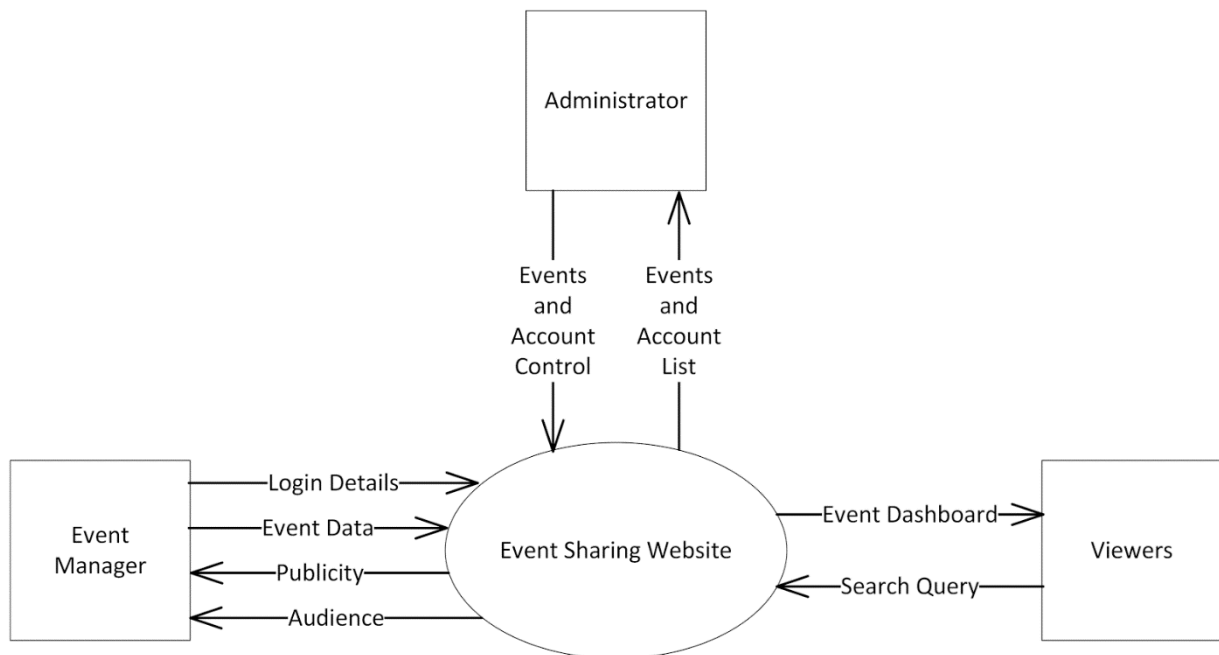 Administrator
Events
and
Account
Control
Events
and
Account
List
Login Details
Event Data
Publicity
Audience
Event
Manager
Event Sharing Website
Event Dashboard
Search Query
Viewers